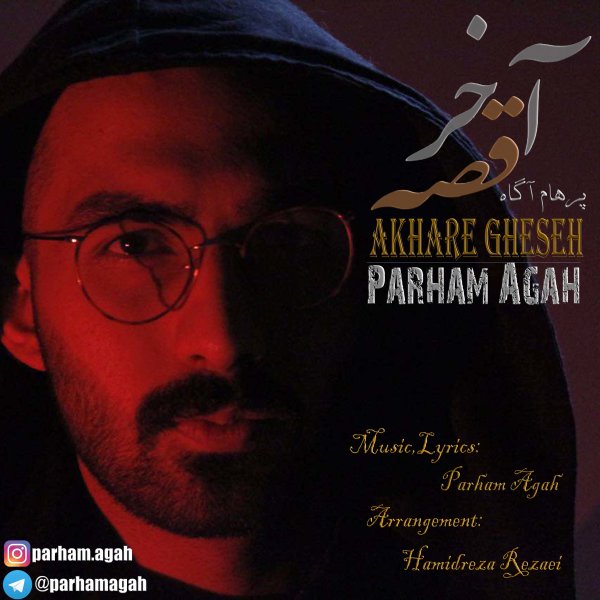 آخر
قصه
پرهام آگاه
AKHARE GHESEH
PARHAM AGAH
Music,Lyrics:
Parham Agah
Arrangement:
Hamidreza Rezaei
parham.agah
@parhamagah